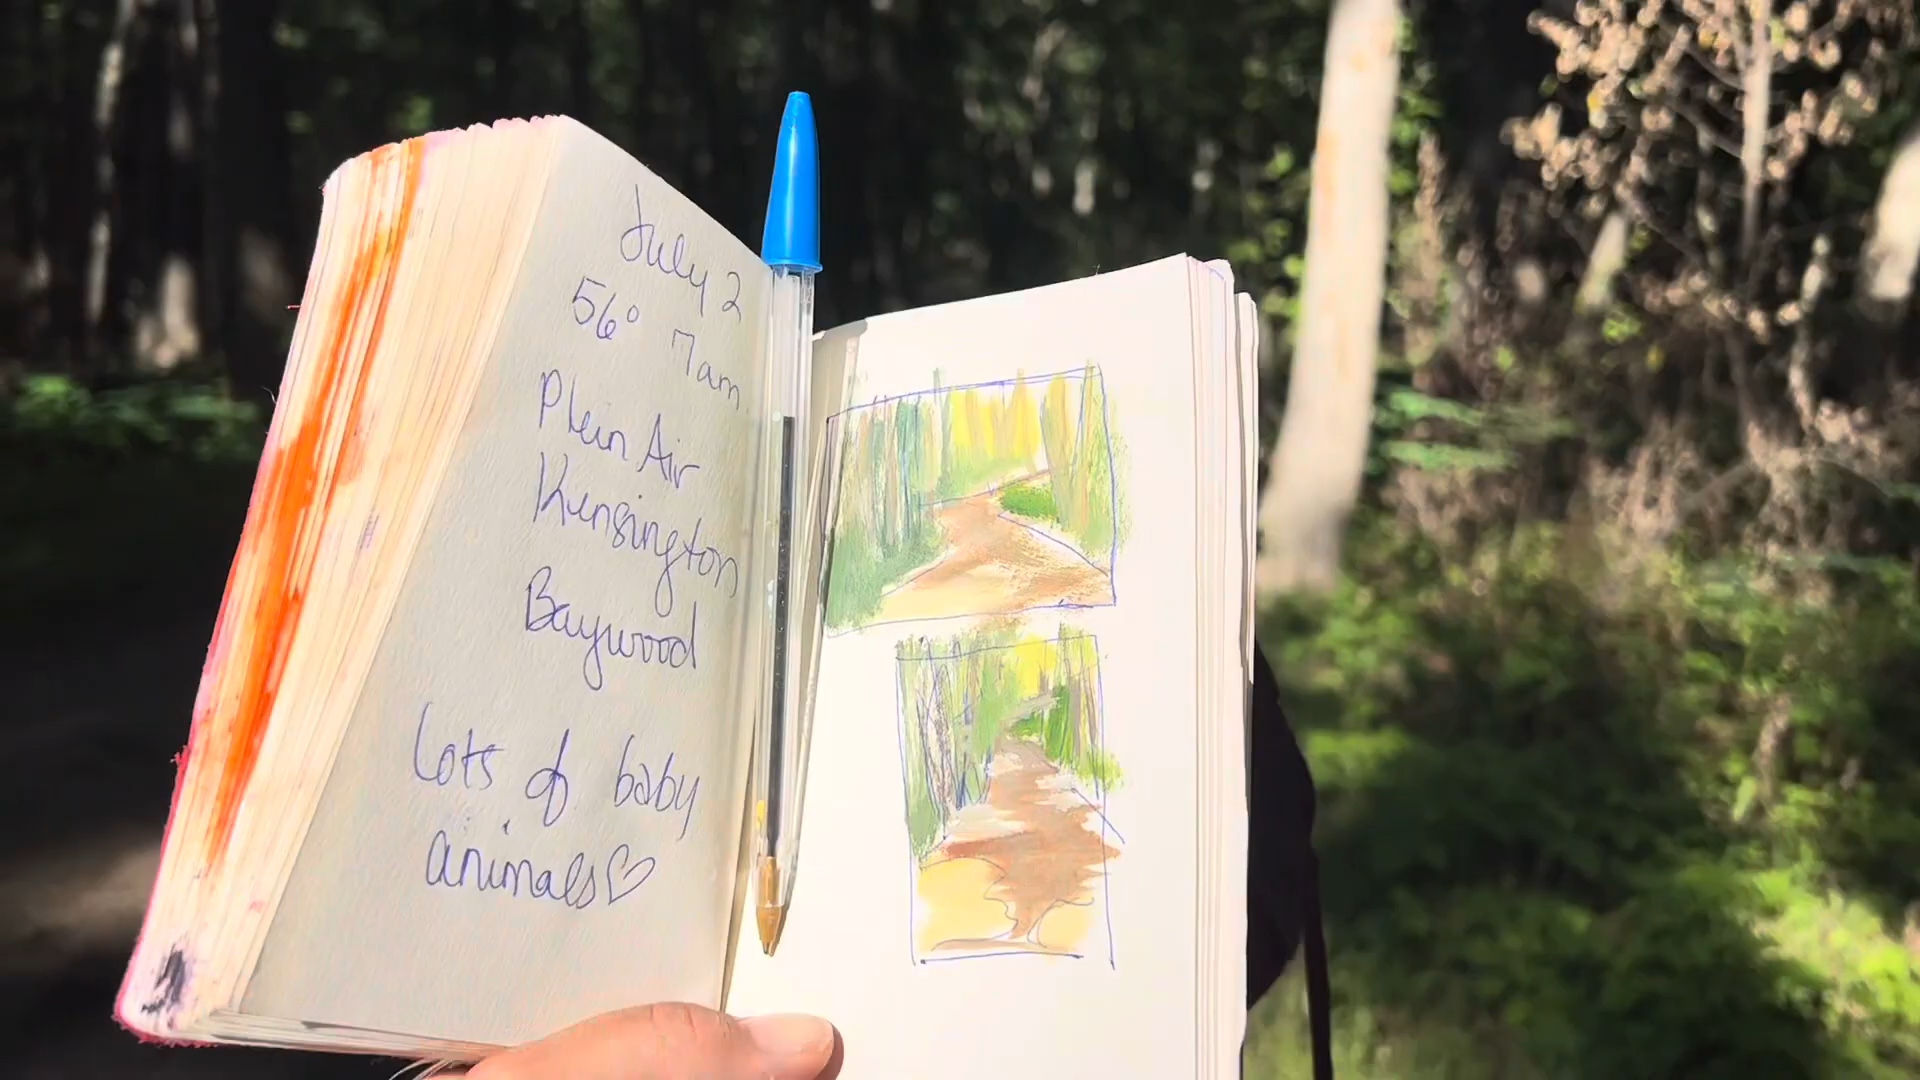 July 2
56° 7am
Plein Air
Kensington
Baywood
Lots of baby
animals♡